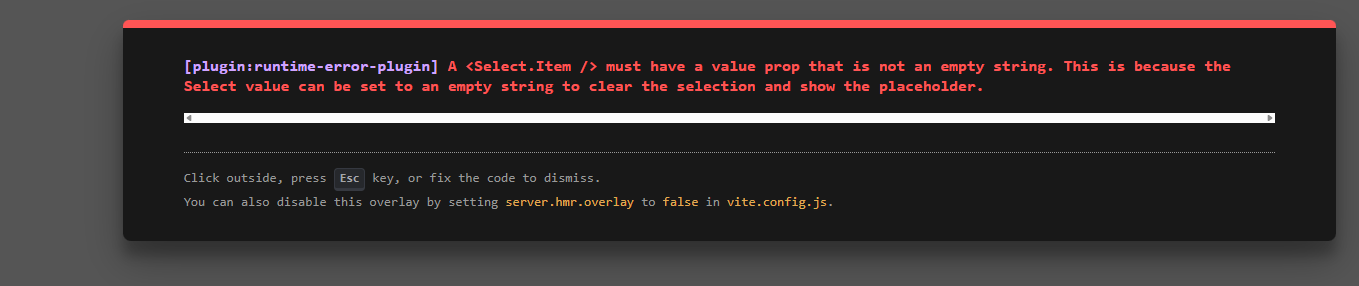 [plugin:runtime-error-plugin] A <Select.Item /> must have a value prop that is not an empty string. This is because the
Select value can be set to an empty string to clear the selection and show the placeholder.
Click outside, press Esc key, or fix the code to dismiss.
You can also disable this overlay by setting server.hmr.overlay to false in vite.config.js.